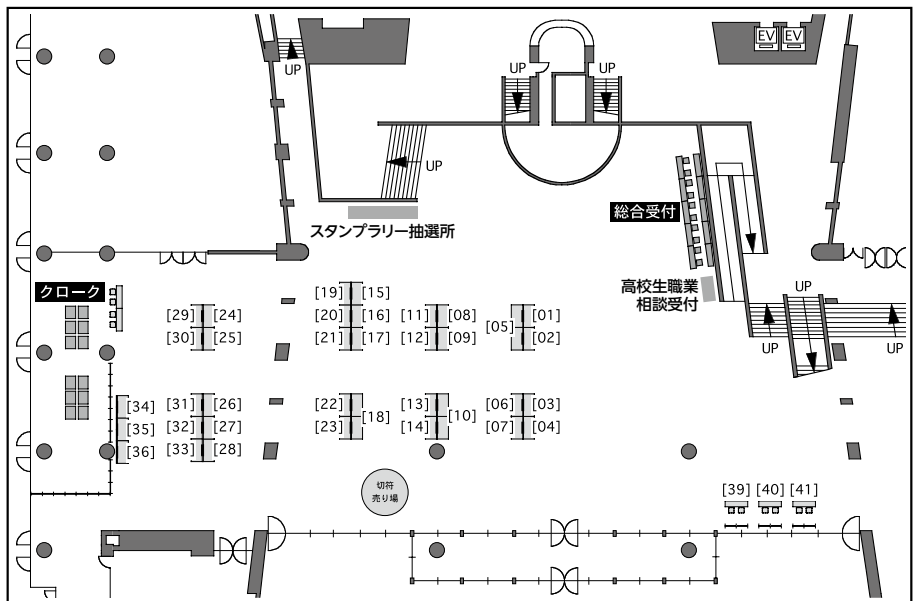 EV EV
UP
UP
UP
UP
総合受付
スタンプラリー抽選所
高校生職業
相談受付
クローク
UP
UP
UP
[19] [15]
[29] [24] [20] [16] [11] [08] [05] [01]
[30] [25] [21] [17] [12] [09] [02]
[34] [31] [26] [22] [18] [13] [10] [06] [03]
[35] [32] [27] [23] [14] [07] [04]
[36] [33] [28]
切符
売り場
[39] [40] [41]